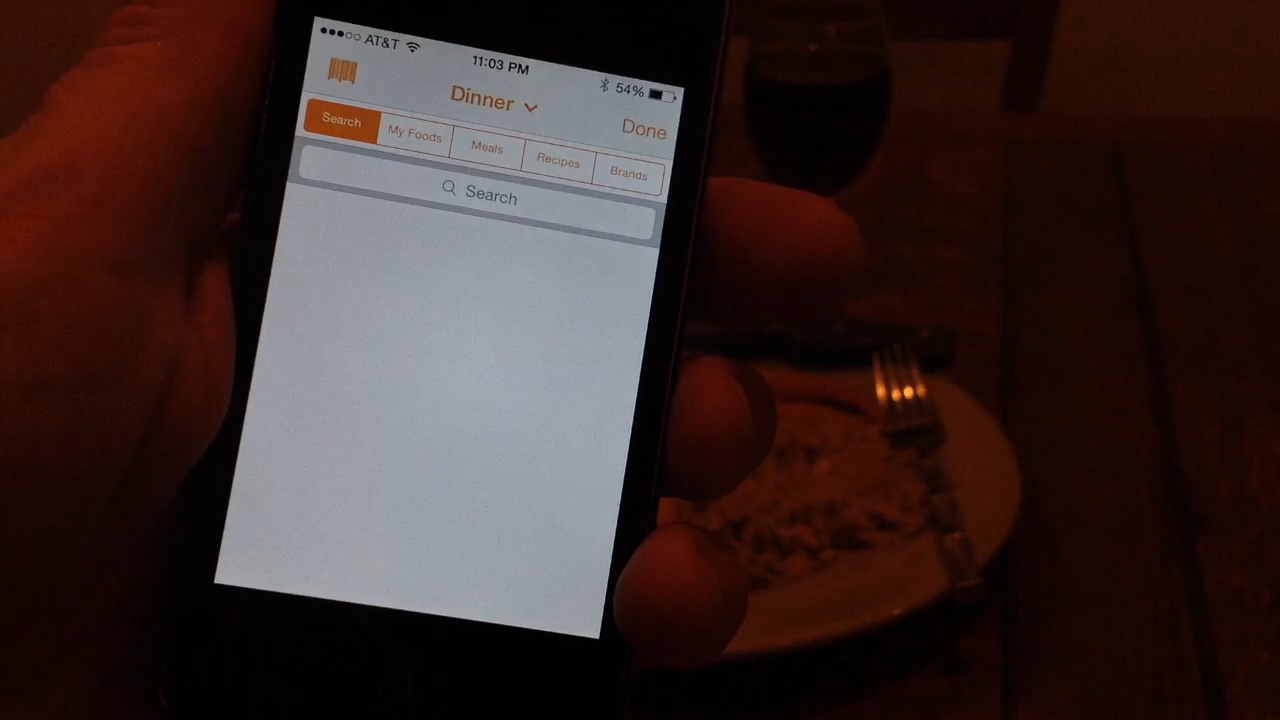 AT&T 11:03 PM 54%
Dinner
Done
Search My Foods Meals Recipes Brands
Search